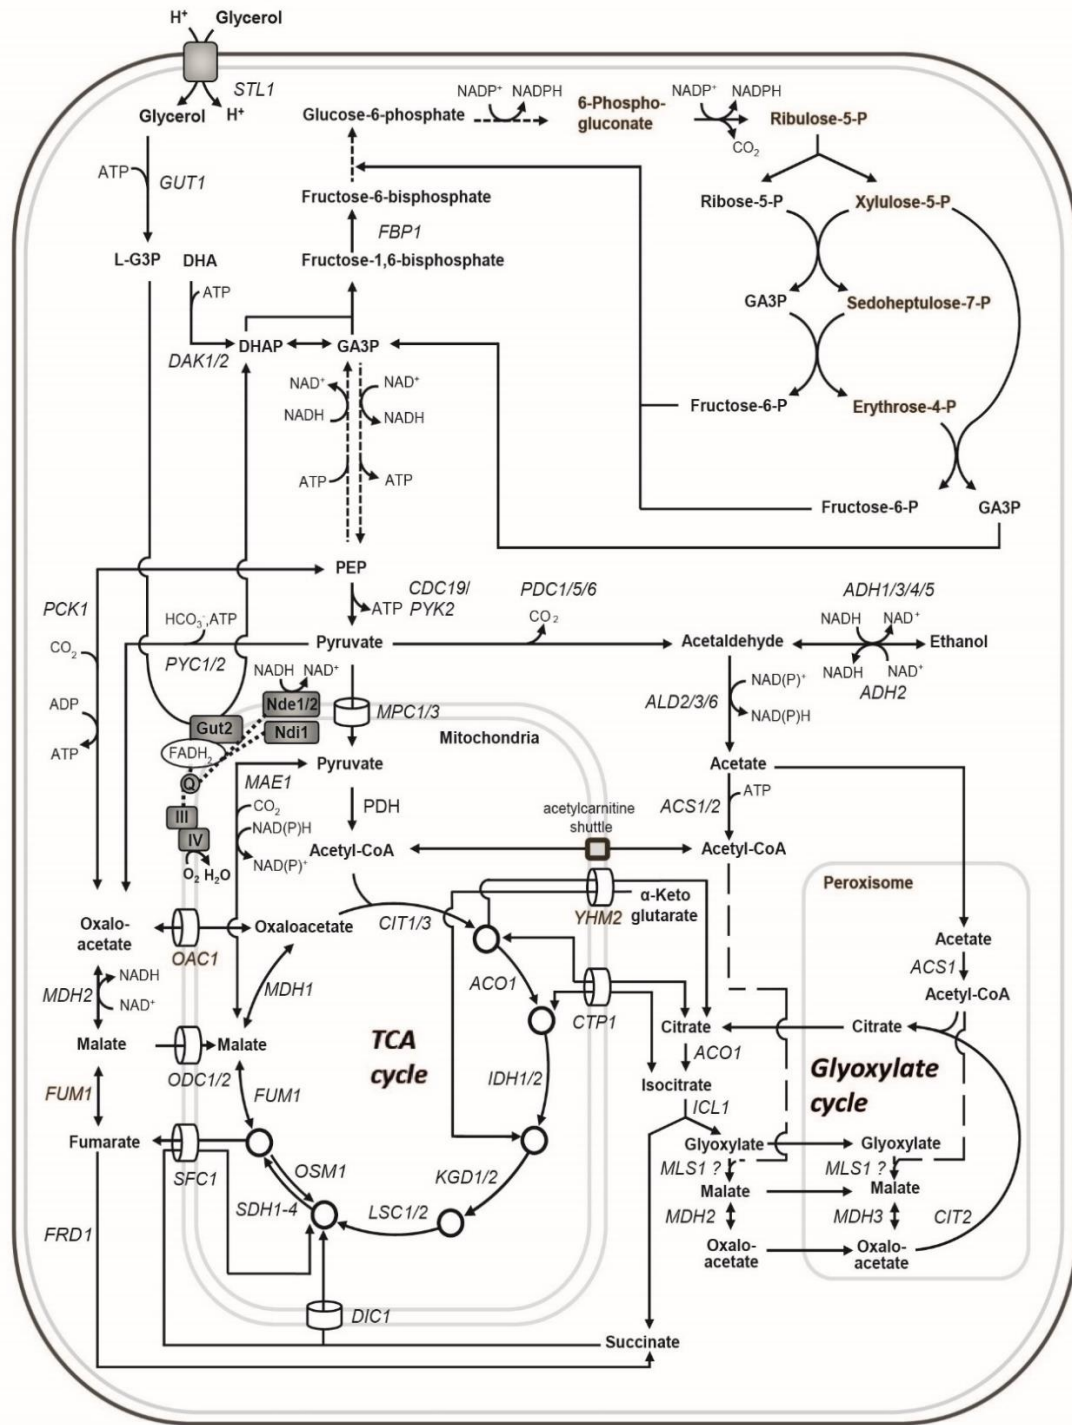 H⁺ Glycerol
STL1
Glycerol H⁺
ATP
GUT1
L-G3P DHA
ATP
DAK1/2
DHAP
GA3P
Glucose-6-phosphate
NADP⁺ NADPH
6-Phospho-
gluconate
NADP⁺ NADPH
CO₂
Ribulose-5-P
Fructose-6-bisphosphate
FBP1
Fructose-1,6-bisphosphate
Ribose-5-P
Xylulose-5-P
GA3P
Sedoheptulose-7-P
Fructose-6-P
Erythrose-4-P
Fructose-6-P
GA3P
NAD⁺
NADH
NAD⁺
NADH
ATP
ATP
PEP
CDC19/
PYK2
ATP
PCK1
CO₂
ADP
ATP
HCO₃⁻,ATP
PYC1/2
Pyruvate
PDC1/5/6
CO₂
Acetaldehyde
ADH1/3/4/5
NADH NAD⁺
Ethanol
NADH NAD⁺
ADH2
NADH NAD⁺
Nde1/2
Ndi1
Gut2
FADH₂
Q
III
IV
O₂ H₂O
MPC1/3
Mitochondria
ALD2/3/6
NAD(P)⁺
NAD(P)H
Pyruvate
MAE1
CO₂
NAD(P)H
NAD(P)⁺
PDH
Acetyl-CoA
acetylcarnitine
shuttle
Acetate
ACS1/2
ATP
Acetyl-CoA
Peroxisome
Acetate
ACS1
Acetyl-CoA
YHM2
α-Keto
glutarate
Oxalo-
acetate
OAC1
Oxaloacetate
CIT1/3
MDH2
NADH
NAD⁺
MDH1
ACO1
CTP1
Citrate
ACO1
Citrate
Malate
ODC1/2
Malate
TCA
cycle
Isocitrate
ICL1
Glyoxylate
cycle
FUM1
FUM1
IDH1/2
Fumarate
SFC1
OSM1
SDH1-4
LSC1/2
KGD1/2
Glyoxylate
Glyoxylate
MLS1 ?
MLS1 ?
Malate
Malate
MDH2
MDH3
CIT2
Oxalo-
acetate
Oxalo-
acetate
FRD1
DIC1
Succinate